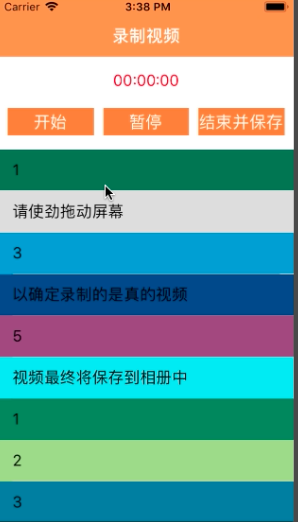 Carrier 3:38 PM
录制视频
00:00:00
开始 暂停 结束并保存
1
请使劲拖动屏幕
3
以确定录制的是真的视频
5
视频最终将保存到相册中
1
2
3